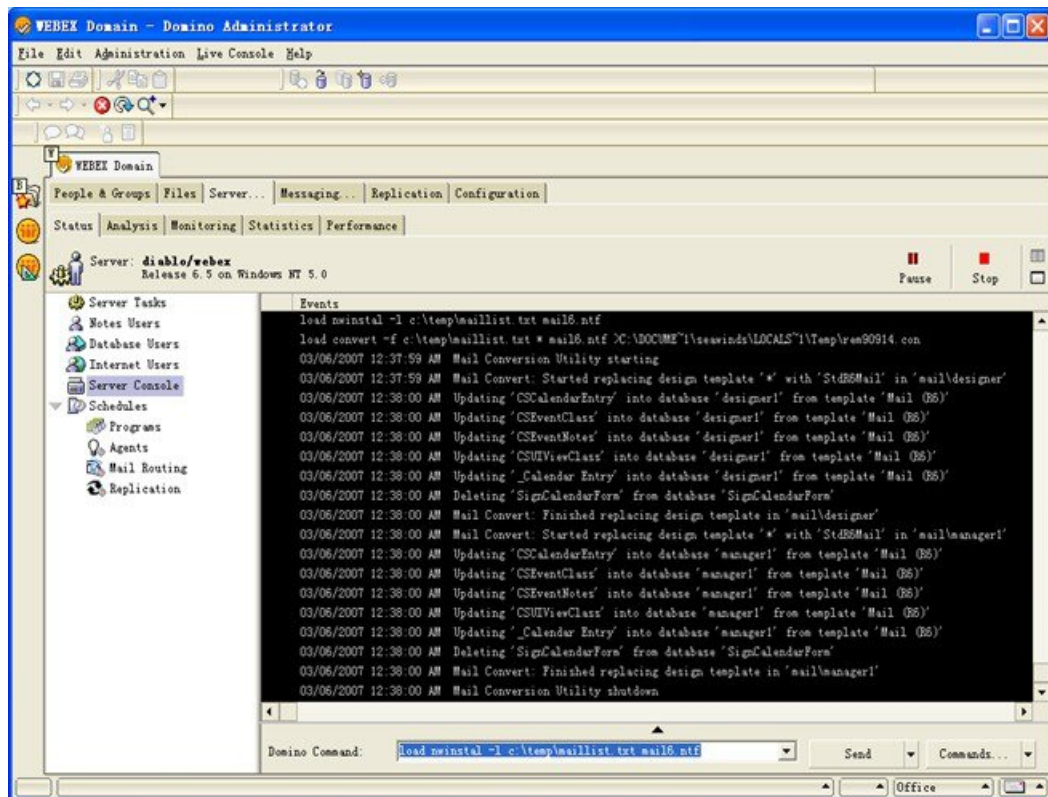 WEBEX Domain - Domino Administrator
File Edit Administration Live Console Help
WEBEX Domain
People & Groups Files Server... Messaging... Replication Configuration
Status Analysis Monitoring Statistics Performance
Server: diablo/webex
Release 6.5 on Windows NT 5.0
Pause Stop
Server Tasks
Notes Users
Database Users
Internet Users
Server Console
Schedules
Programs
Agents
Mail Routing
Replication
Events
load nwinstal -l c:\temp\maillist.txt mail6.ntf
load convert -f c:\temp\maillist.txt * mail6.ntf >C:\DOCUME~1\seawinds\LOCALS~1\Temp\rem90914.con
03/06/2007 12:37:59 AM Mail Conversion Utility starting
03/06/2007 12:37:59 AM Mail Convert: Started replacing design template '*' with 'StdR6Mail' in 'mail\designer'
03/06/2007 12:38:00 AM Updating 'CSCalendarEntry' into database 'designer1' from template 'Mail (R6)'
03/06/2007 12:38:00 AM Updating 'CSEventClass' into database 'designer1' from template 'Mail (R6)'
03/06/2007 12:38:00 AM Updating 'CSEventNotes' into database 'designer1' from template 'Mail (R6)'
03/06/2007 12:38:00 AM Updating 'CSUIViewClass' into database 'designer1' from template 'Mail (R6)'
03/06/2007 12:38:00 AM Updating '_Calendar Entry' into database 'designer1' from template 'Mail (R6)'
03/06/2007 12:38:00 AM Deleting 'SignCalendarForm' from database 'SignCalendarForm'
03/06/2007 12:38:00 AM Mail Convert: Finished replacing design template in 'mail\designer'
03/06/2007 12:38:00 AM Mail Convert: Started replacing design template '*' with 'StdR6Mail' in 'mail\manager1'
03/06/2007 12:38:00 AM Updating 'CSCalendarEntry' into database 'manager1' from template 'Mail (R6)'
03/06/2007 12:38:00 AM Updating 'CSEventClass' into database 'manager1' from template 'Mail (R6)'
03/06/2007 12:38:00 AM Updating 'CSEventNotes' into database 'manager1' from template 'Mail (R6)'
03/06/2007 12:38:00 AM Updating 'CSUIViewClass' into database 'manager1' from template 'Mail (R6)'
03/06/2007 12:38:00 AM Updating '_Calendar Entry' into database 'manager1' from template 'Mail (R6)'
03/06/2007 12:38:00 AM Deleting 'SignCalendarForm' from database 'SignCalendarForm'
03/06/2007 12:38:00 AM Mail Convert: Finished replacing design template in 'mail\manager1'
03/06/2007 12:38:00 AM Mail Conversion Utility shutdown
Domino Command: load nwinstal -l c:\temp\maillist.txt mail6.ntf Send Commands...
Office